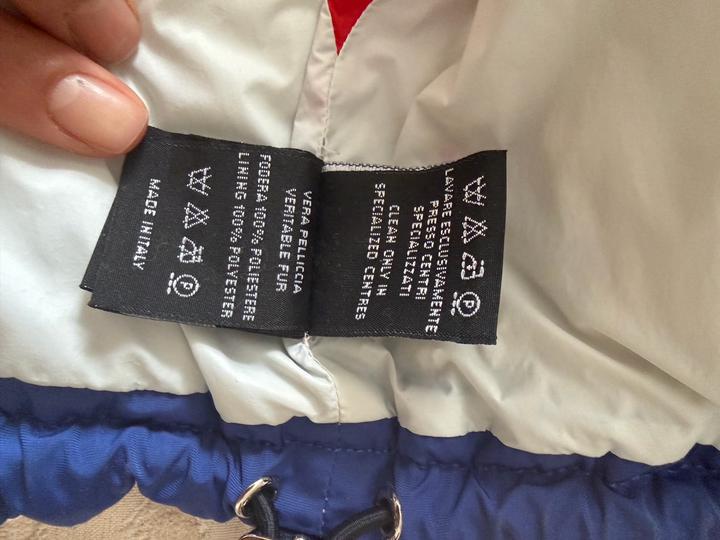 P
LAVARE ESCLUSIVAMENTE
PRESSO CENTRI
SPECIALIZZATI
CLEAN ONLY IN
SPECIALIZED CENTRES
VERA PELLICCIA
VERITABLE FUR
FODERA 100% POLIESTERE
LINING 100% POLYESTER
P
MADE IN ITALY